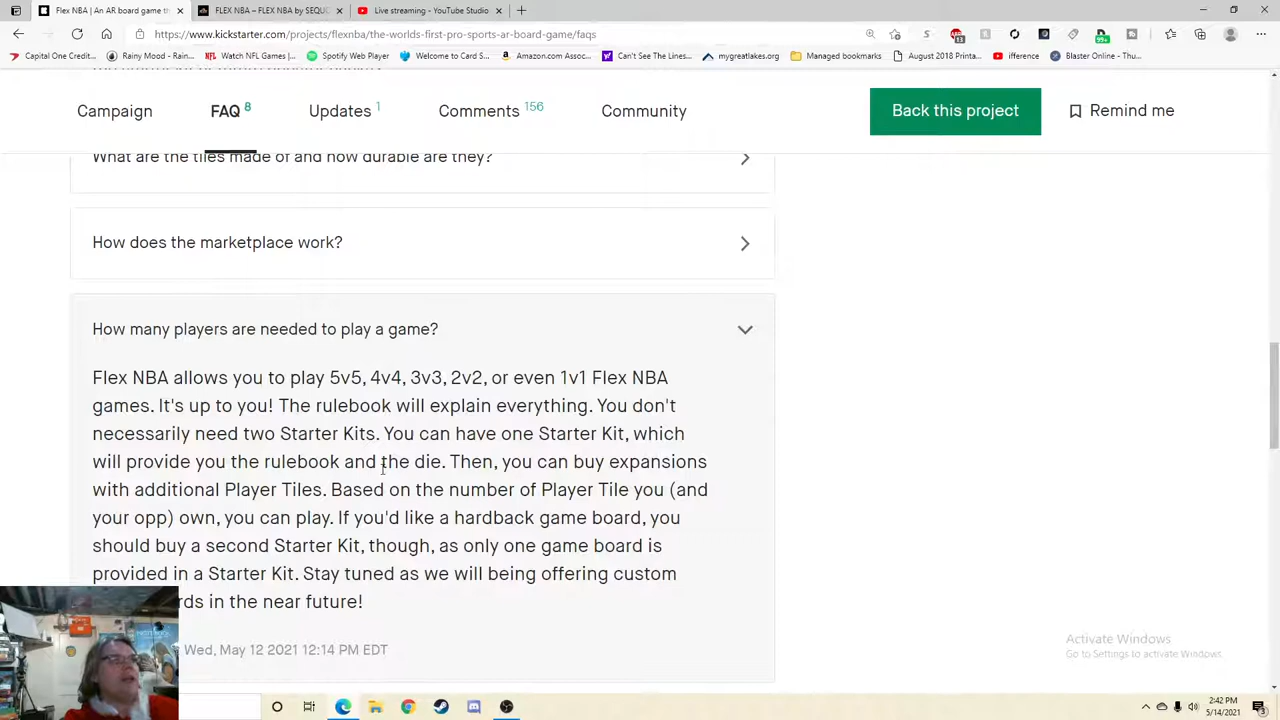 Flex NBA | An AR board game th
FLEX NBA – FLEX NBA by SEQU
Live streaming - YouTube Studio
https://www.kickstarter.com/projects/flexnba/the-worlds-first-pro-sports-ar-board-game/faqs
Capital One Credit...
Rainy Mood - Rain...
Watch NFL Games |...
Spotify Web Player
Welcome to Card S...
Amazon.com Assoc...
Can't See The Lines...
mygreatlakes.org
Managed bookmarks
August 2018 Printa...
ifference
Blaster Online - Thu...
Campaign
FAQ 8
Updates 1
Comments 156
Community
Back this project
Remind me
What are the tiles made of and how durable are they?
How does the marketplace work?
How many players are needed to play a game?
Flex NBA allows you to play 5v5, 4v4, 3v3, 2v2, or even 1v1 Flex NBA
games. It's up to you! The rulebook will explain everything. You don't
necessarily need two Starter Kits. You can have one Starter Kit, which
will provide you the rulebook and the die. Then, you can buy expansions
with additional Player Tiles. Based on the number of Player Tile you (and
your opp) own, you can play. If you'd like a hardback game board, you
should buy a second Starter Kit, though, as only one game board is
provided in a Starter Kit. Stay tuned as we will being offering custom
rds in the near future!
Wed, May 12 2021 12:14 PM EDT
Activate Windows
Go to Settings to activate Windows.
2:42 PM
5/14/2021